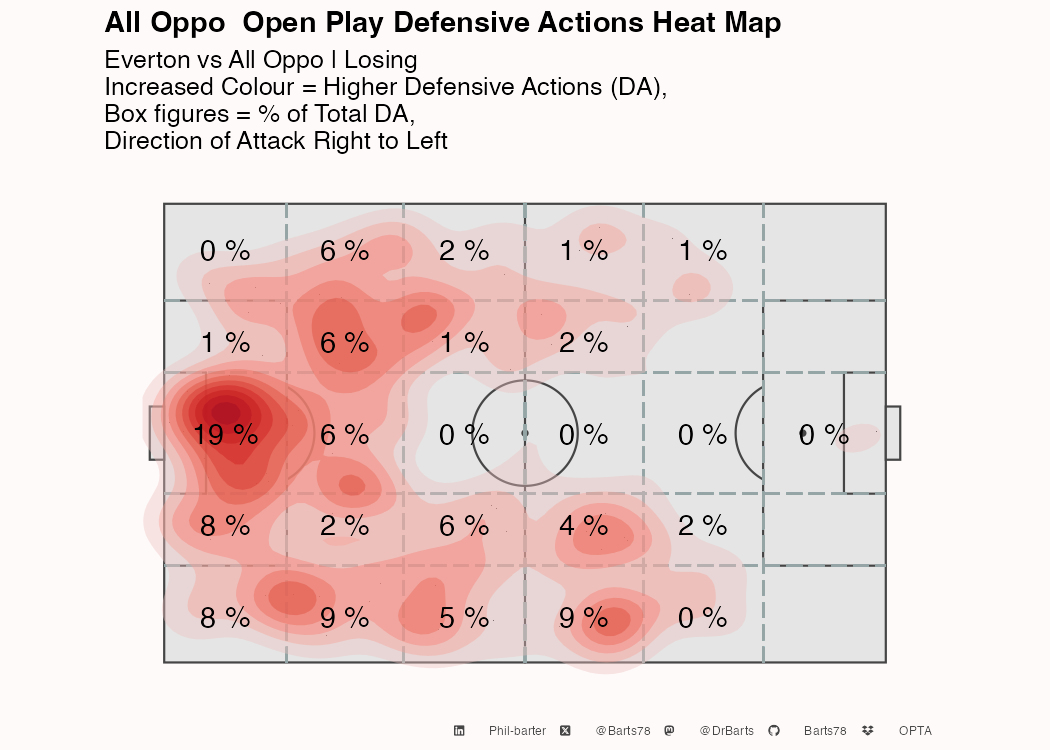 All Oppo  Open Play Defensive Actions Heat Map
Everton vs All Oppo | Losing
Increased Colour = Higher Defensive Actions (DA),
Box figures = % of Total DA,
Direction of Attack Right to Left
0 % 6 % 2 % 1 % 1 %
1 % 6 % 1 % 2 %
19 % 6 % 0 % 0 % 0 % 0 %
8 % 2 % 6 % 4 % 2 %
8 % 9 % 5 % 9 % 0 %
Phil-barter @Barts78 @DrBarts Barts78 OPTA